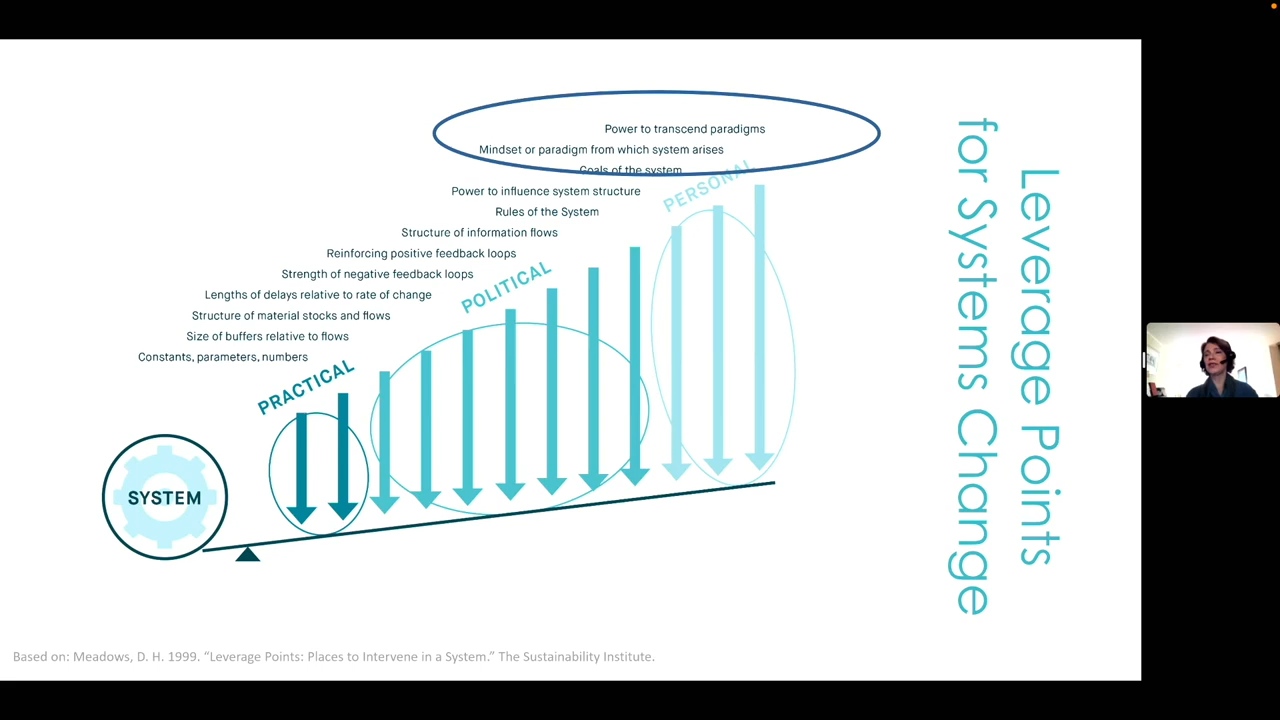 Power to transcend paradigms
Mindset or paradigm from which system arises
Goals of the system
Power to influence system structure
Rules of the System
Structure of information flows
Reinforcing positive feedback loops
Strength of negative feedback loops
Lengths of delays relative to rate of change
Structure of material stocks and flows
Size of buffers relative to flows
Constants, parameters, numbers
PRACTICAL
POLITICAL
PERSONAL
SYSTEM
Leverage Points
for Systems Change
Based on: Meadows, D. H. 1999. “Leverage Points: Places to Intervene in a System.” The Sustainability Institute.